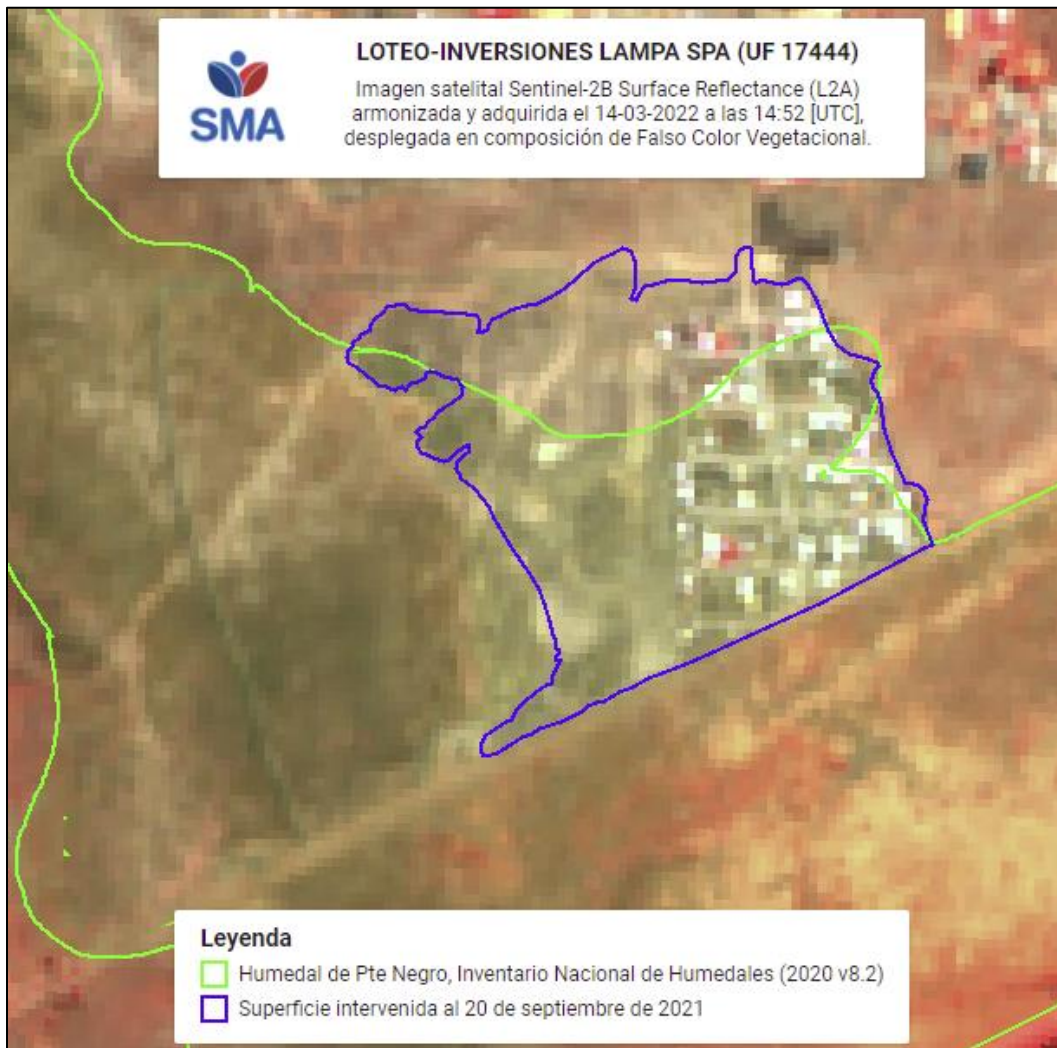 SMA
LOTEO-INVERSIONES LAMPA SPA (UF 17444)
Imagen satelital Sentinel-2B Surface Reflectance (L2A)
armonizada y adquirida el 14-03-2022 a las 14:52 [UTC],
desplegada en composición de Falso Color Vegetacional.
Leyenda
Humedal de Pte Negro, Inventario Nacional de Humedales (2020 v8.2)
Superficie intervenida al 20 de septiembre de 2021